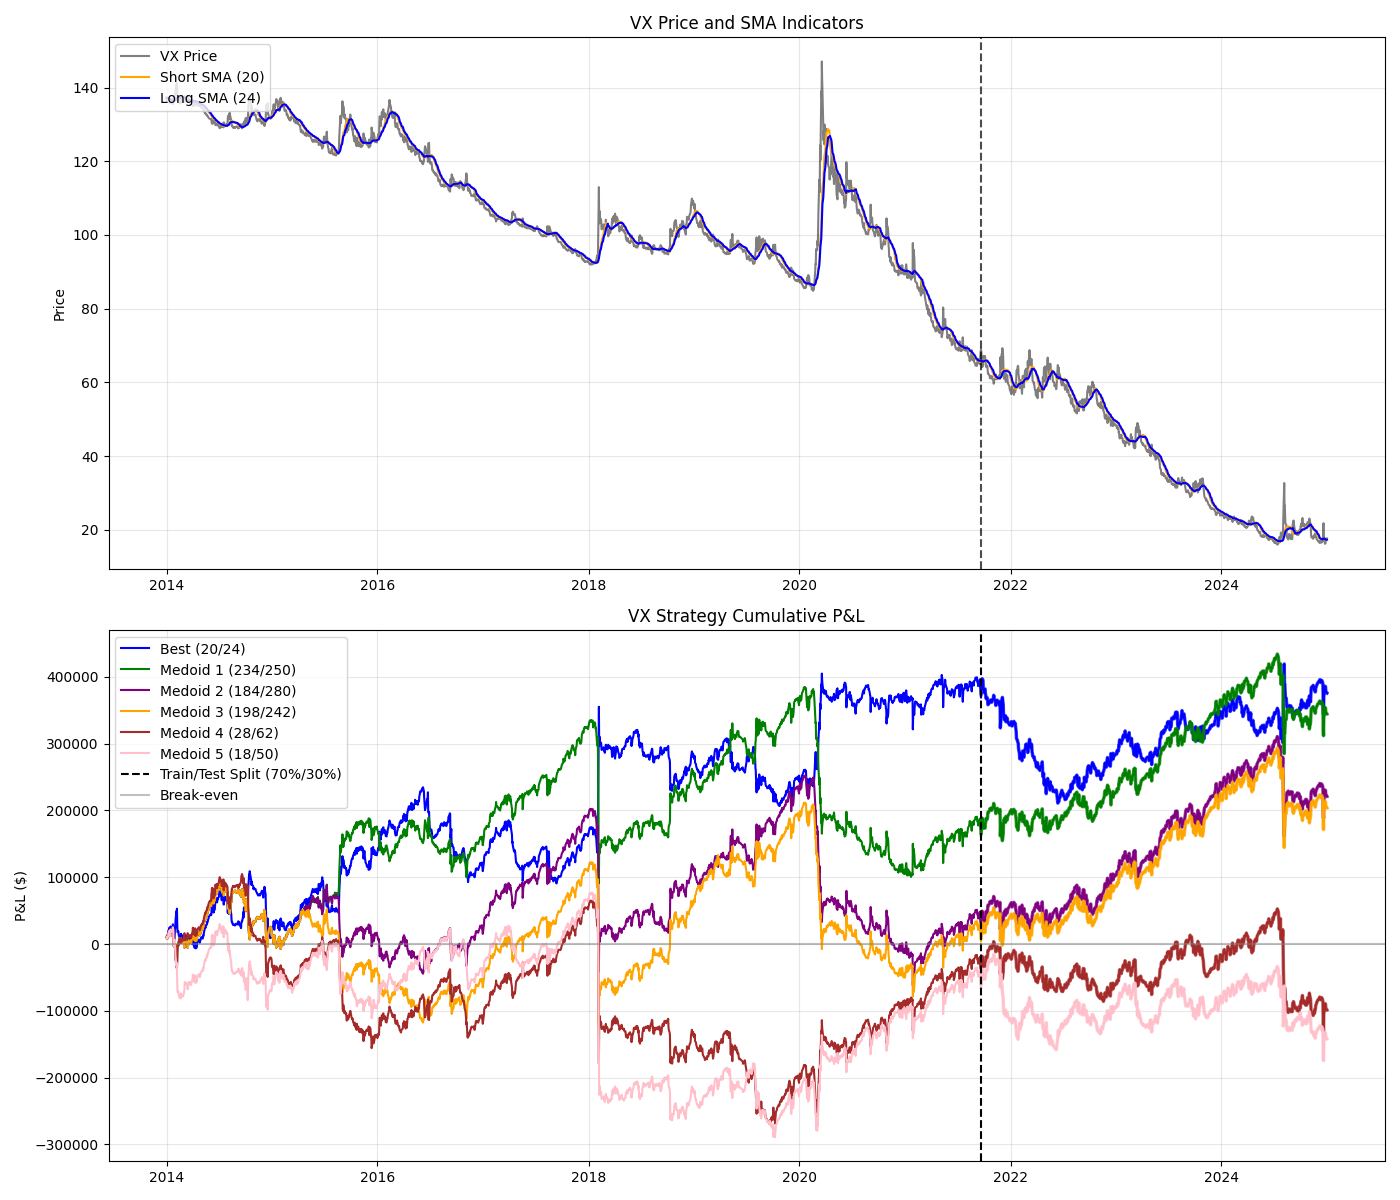 VX Price and SMA Indicators
VX Price
Short SMA (20)
Long SMA (24)
Price
140
120
100
80
60
40
20
2014
2016
2018
2020
2022
2024
VX Strategy Cumulative P&L
Best (20/24)
Medoid 1 (234/250)
Medoid 2 (184/280)
Medoid 3 (198/242)
Medoid 4 (28/62)
Medoid 5 (18/50)
Train/Test Split (70%/30%)
Break-even
P&L ($)
400000
300000
200000
100000
0
−100000
−200000
−300000
2014
2016
2018
2020
2022
2024